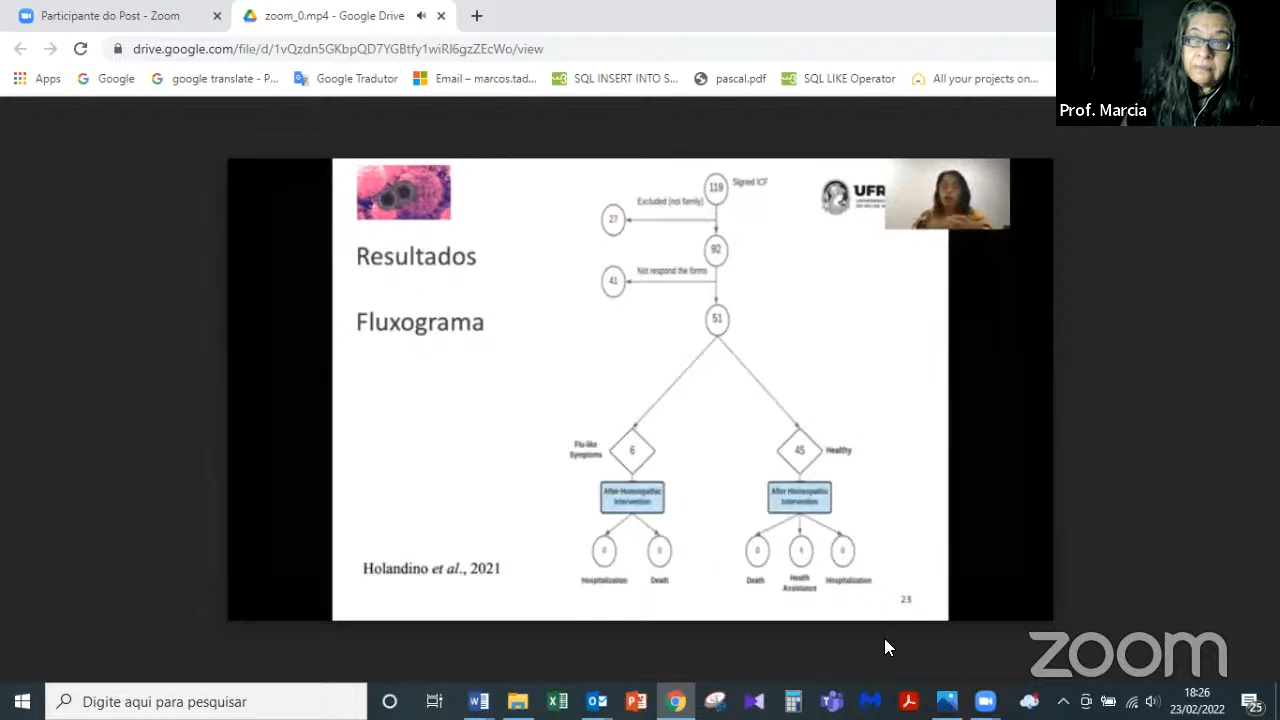 Participante do Post - Zoom
zoom_0.mp4 - Google Drive
drive.google.com/file/d/1vQzdn5GKbpQD7YGBtfy1wiRI6gzZEcWo/view
Apps
Google
google translate - P...
Google Tradutor
Email – marcos.tad...
SQL INSERT INTO S...
pascal.pdf
SQL LIKE Operator
All your projects on...
Prof. Marcia
119
Signed ICF
UFR
Excluded (not family)
27
92
Resultados
Not respond the forms
41
51
Fluxograma
Flu-like
Symptoms
6
45
Healthy
After Homeopathic
Intervention
After Homeopathic
Intervention
0
0
0
0
Hospitalization
Death
Death
Health
Assistance
Hospitalization
Holandino et al., 2021
23
zoom
Digite aqui para pesquisar
18:26
23/02/2022
25